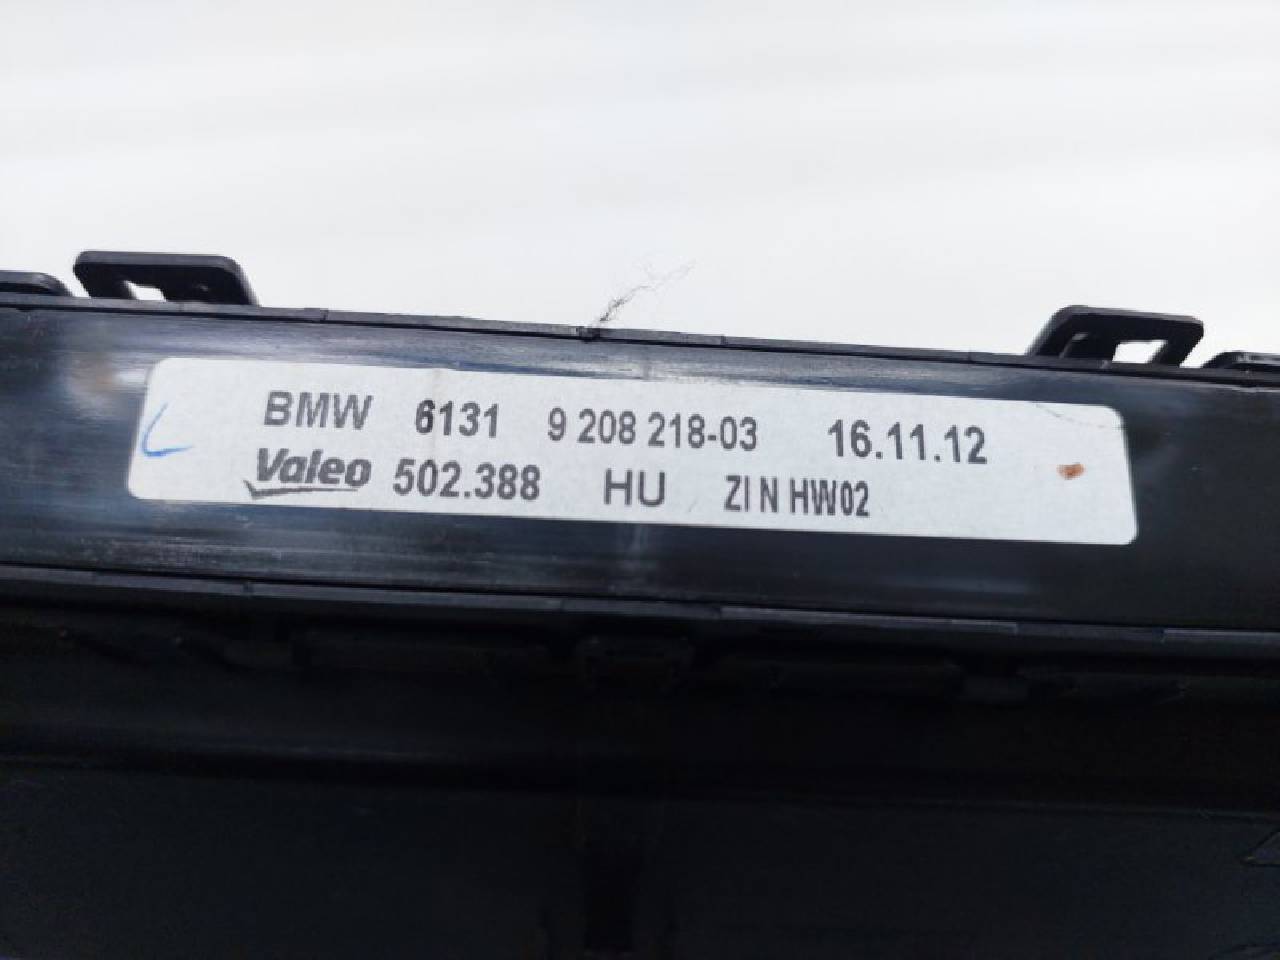 BMW 6131 9 208 218-03 16.11.12
Valeo 502.388 HU ZI N HW02